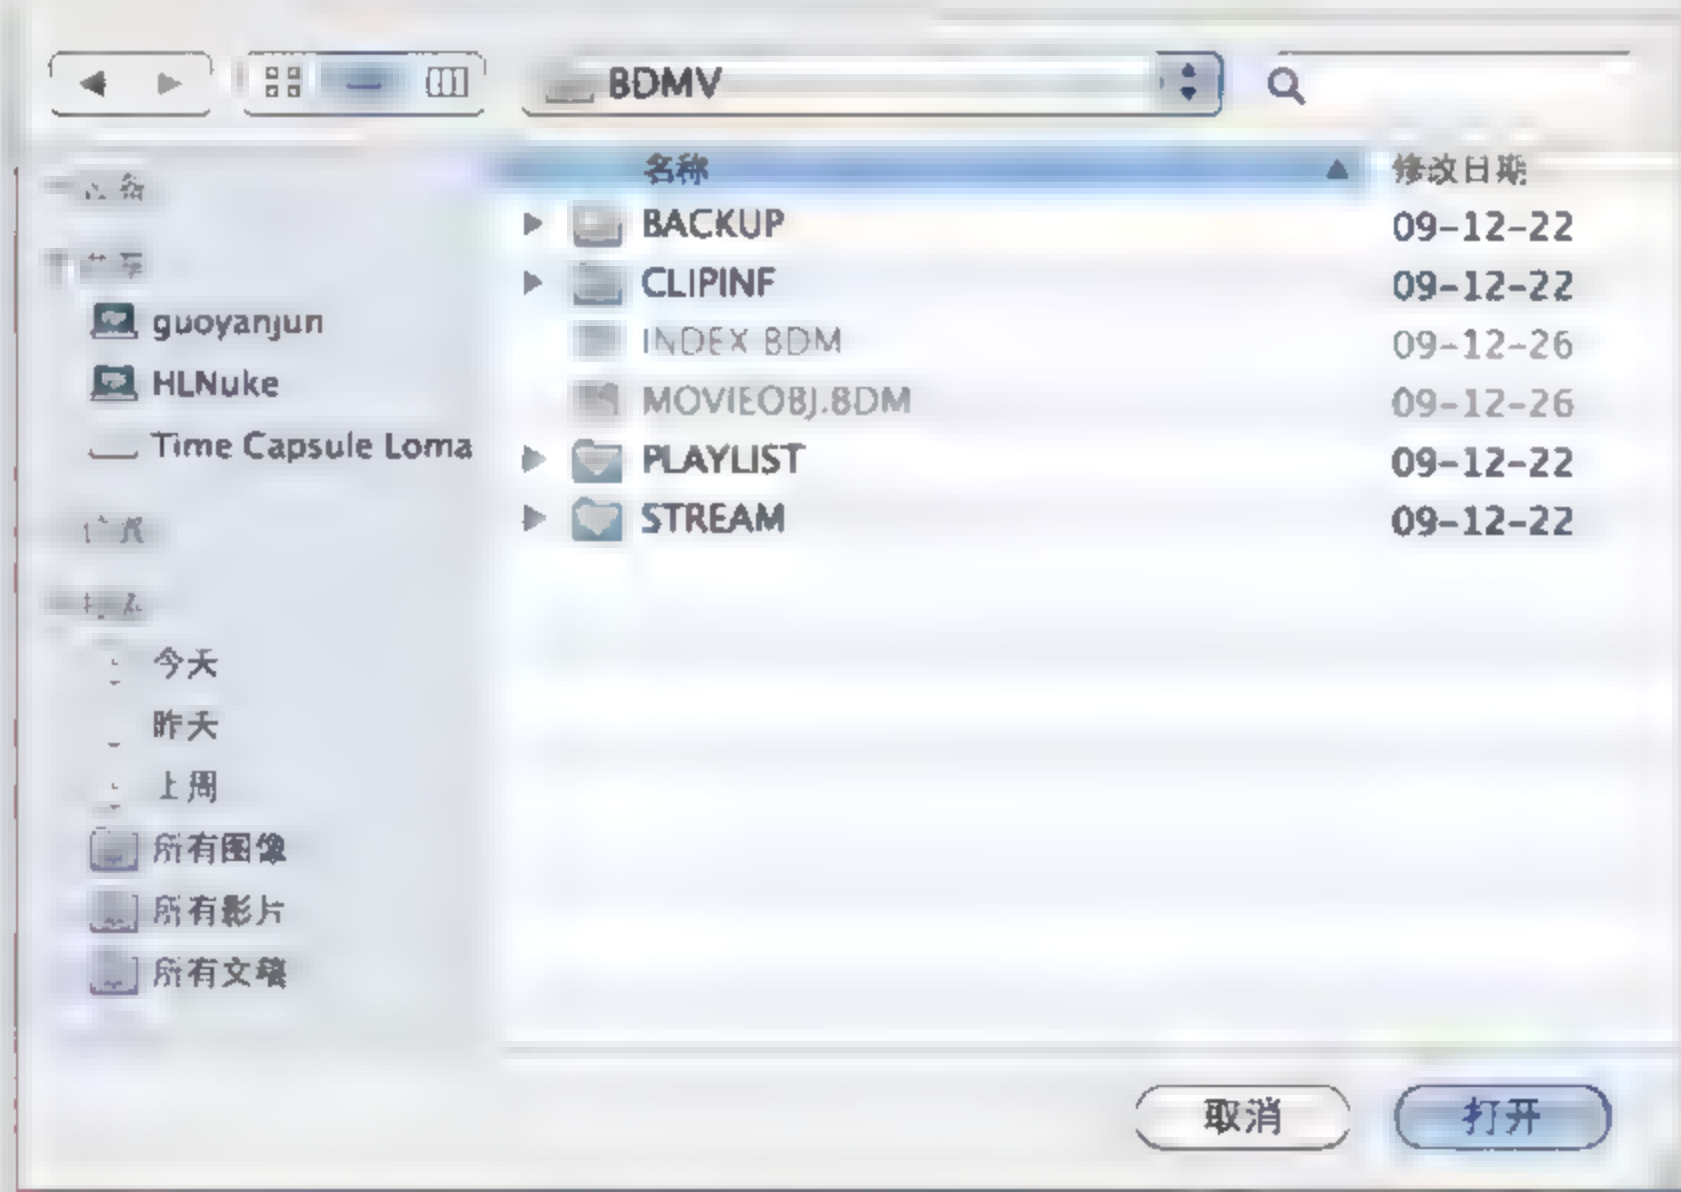 BDMV
名称 修改日期
BACKUP 09-12-22
CLIPINF 09-12-22
INDEX BDM 09-12-26
MOVIEOBJ.BDM 09-12-26
PLAYLIST 09-12-22
STREAM 09-12-22
guoyanjun
HLNuke
Time Capsule Loma
今天
昨天
上周
所有图像
所有影片
所有文稿
取消 打开